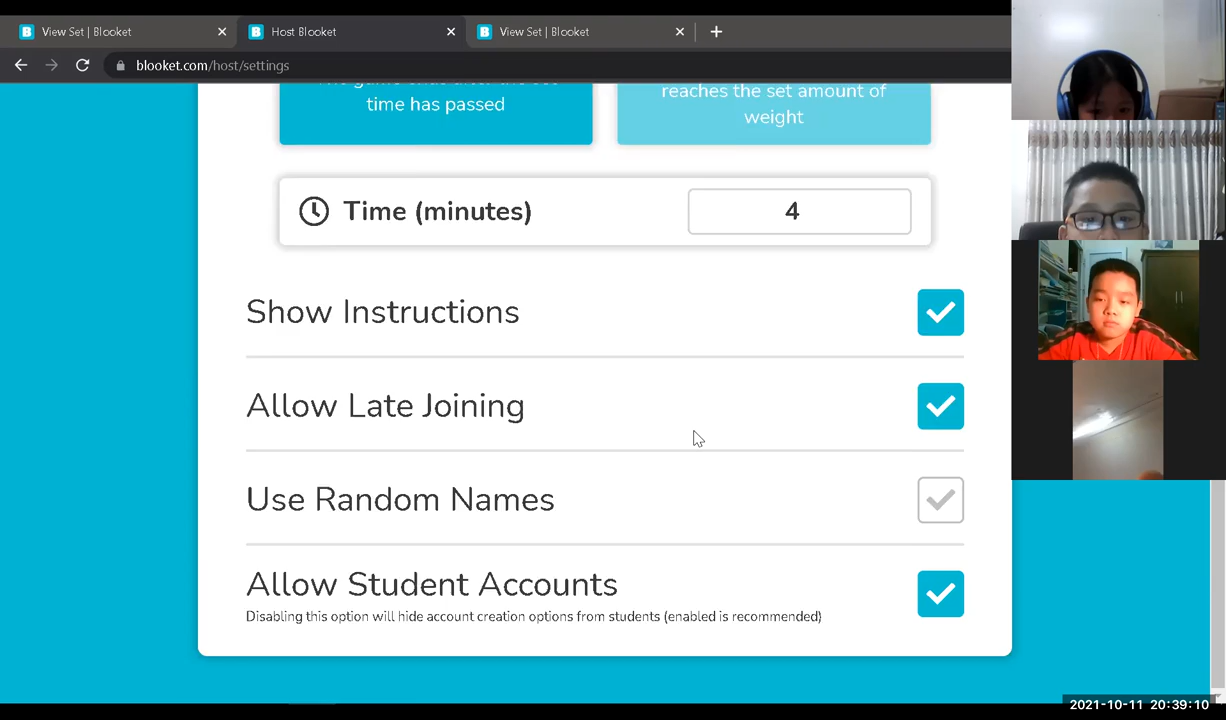 View Set | Blooket
Host Blooket
View Set | Blooket
blooket.com/host/settings
time has passed
reaches the set amount of
weight
Time (minutes)
4
Show Instructions
Allow Late Joining
Use Random Names
Allow Student Accounts
Disabling this option will hide account creation options from students (enabled is recommended)
2021-10-11 20:39:10